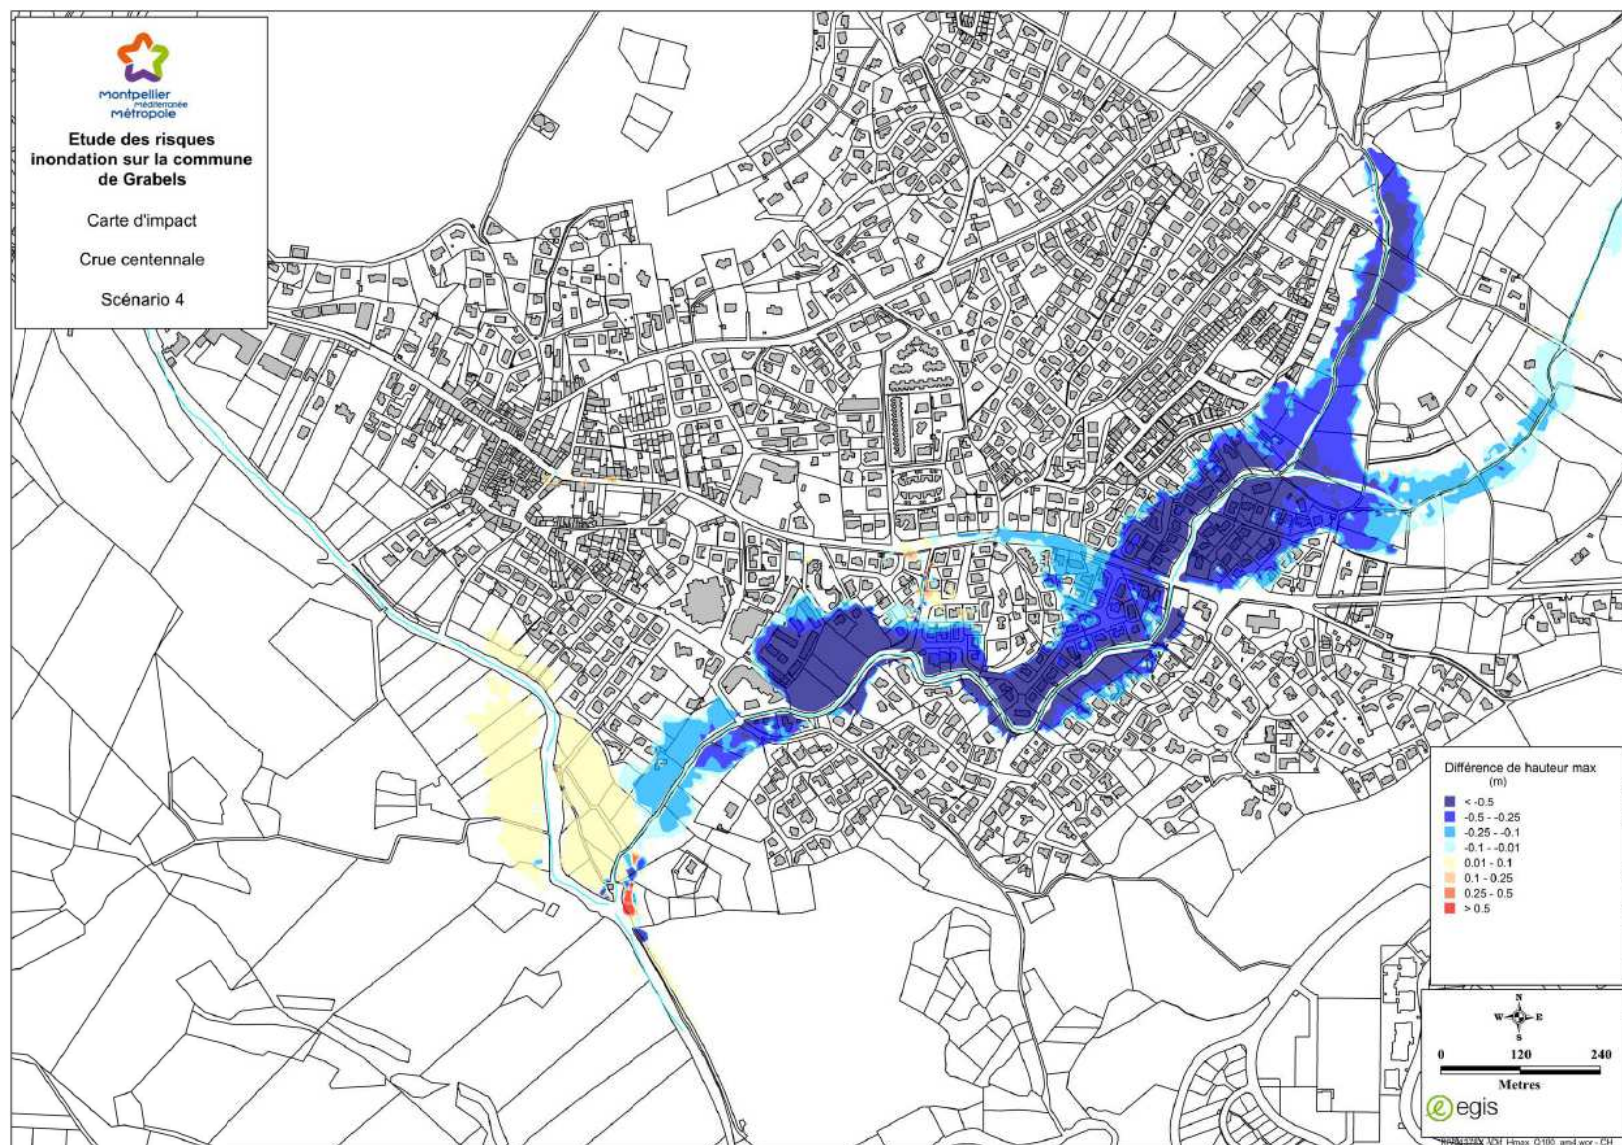 montpellier
Méditerranée
métropole
Etude des risques
inondation sur la commune
de Grabels
Carte d'impact
Crue centennale
Scénario 4
Différence de hauteur max
(m)
< -0.5
-0.5 - -0.25
-0.25 - -0.1
-0.1 - -0.01
0.01 - 0.1
0.1 - 0.25
0.25 - 0.5
> 0.5
N
W E
S
0 120 240
Metres
egis